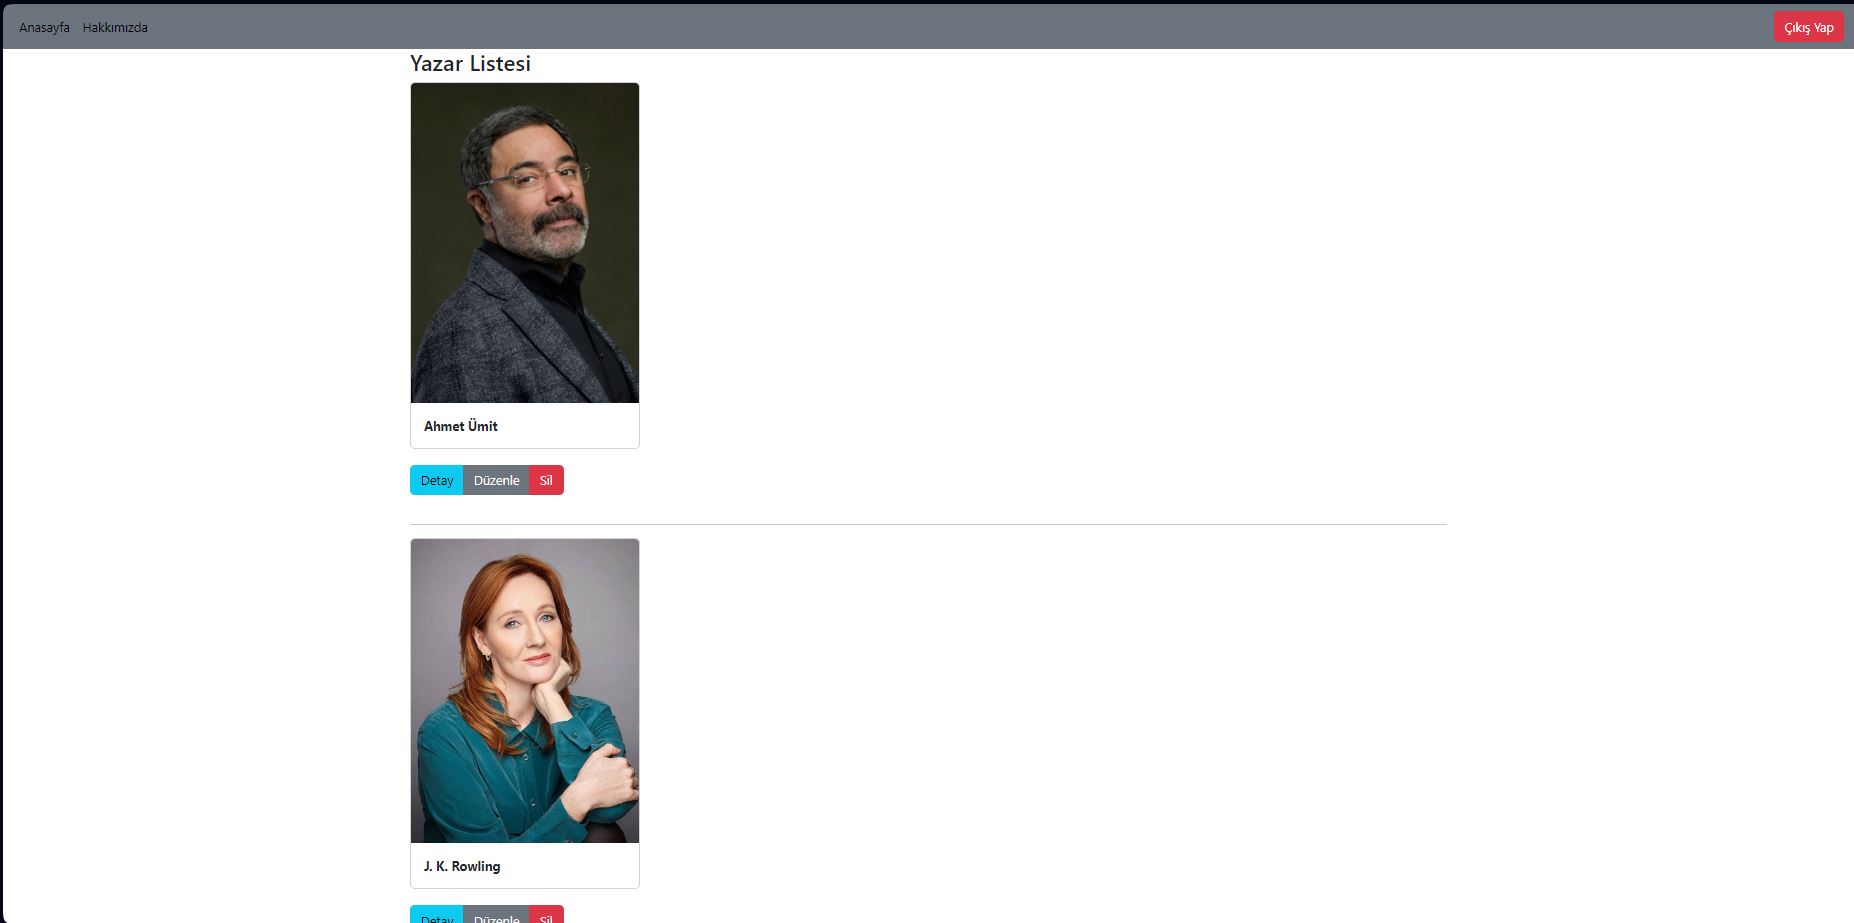 Anasayfa Hakkımızda Çıkış Yap
Yazar Listesi
Ahmet Ümit
Detay Düzenle Sil
J. K. Rowling
Detay Düzenle Sil